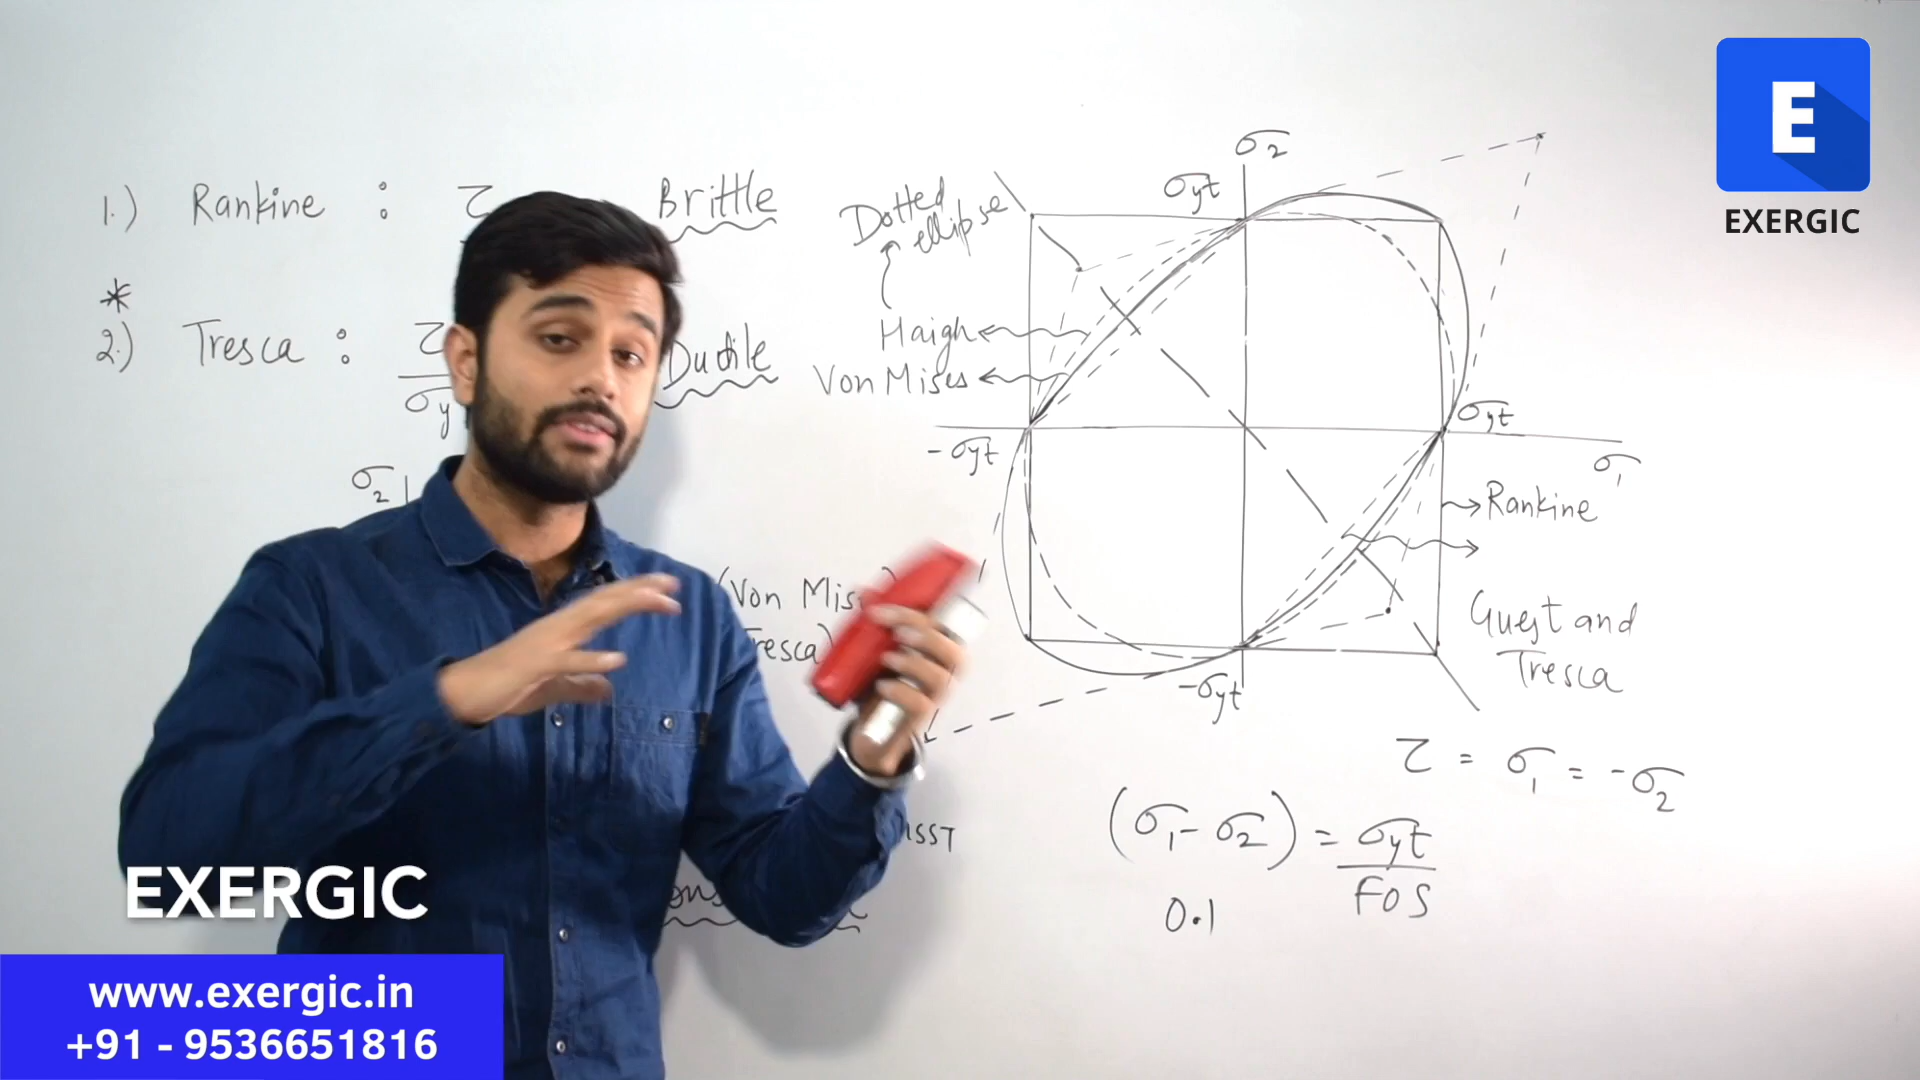 1.) Rankine : τ Brittle
*
2.) Tresca : τ Ductile
σy
σ2
(Von Mis
resca)
Dotted
ellipse
Haigh
Von Mises
σ2
σyt
σyt
-σyt
σ1
→ Rankine
Guest and
Tresca
-σyt
τ = σ1 = -σ2
(σ1 - σ2) = σyt
FOS
0.1
E
EXERGIC
EXERGIC
www.exergic.in
+91 - 9536651816